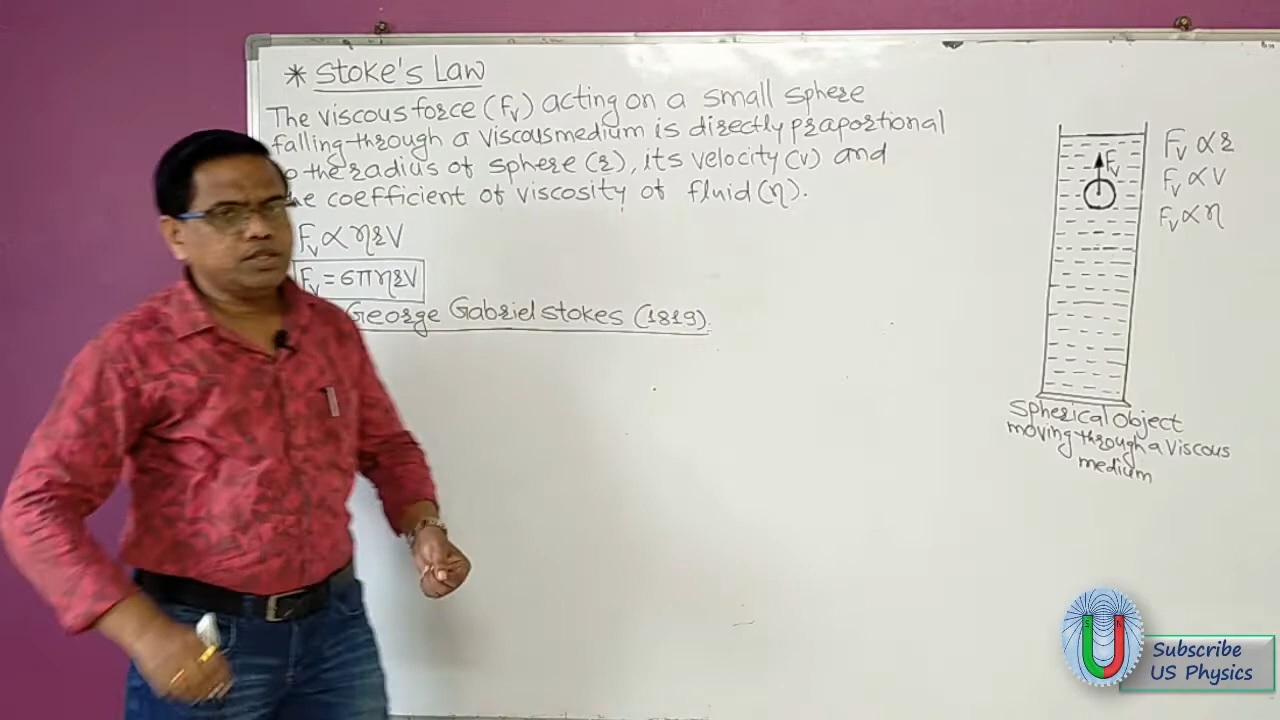 * Stoke's Law
The viscous force (Fv) acting on a small sphere
falling through a viscous medium is directly praportional
the radius of sphere (r), its velocity (v) and
coefficient of viscosity of fluid (η).
Fv ∝ ηrV
Fv = 6πηrV
George Gabriel stokes (1819).
Fv
Fv ∝ r
Fv ∝ V
Fv ∝ η
Spherical Object
moving through a Viscous
medium
S N
Subscribe
US Physics